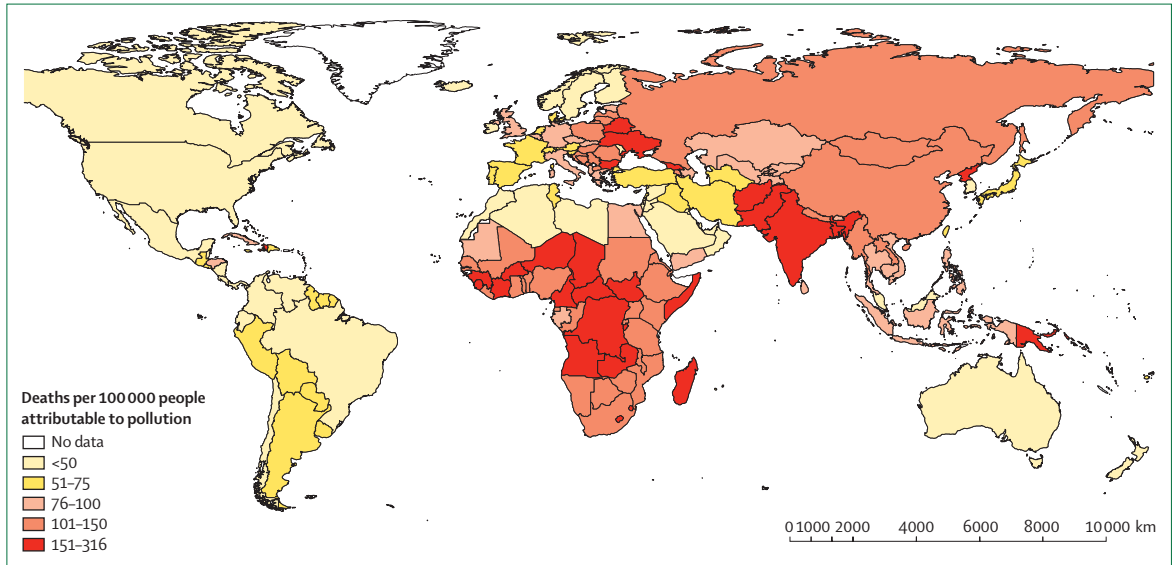 Deaths per 100 000 people
attributable to pollution
No data
<50
51–75
76–100
101–150
151–316
0 1000 2000 4000 6000 8000 10 000 km